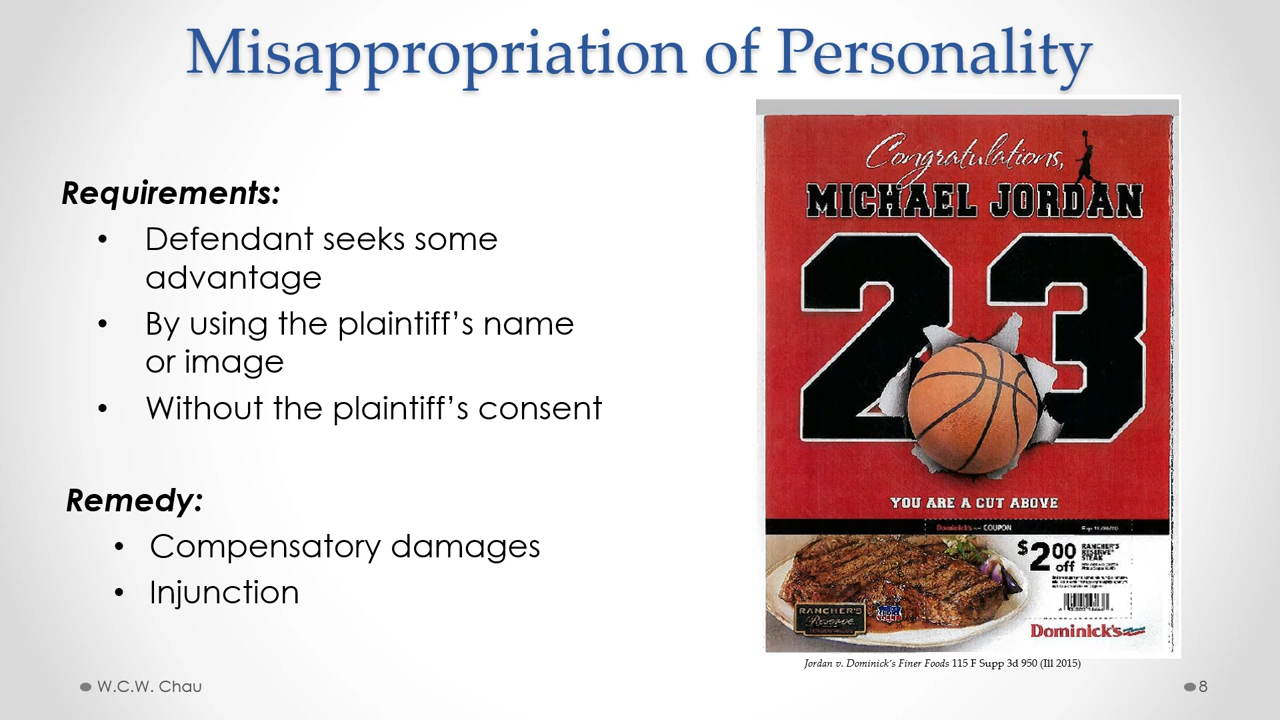 Misappropriation of Personality
Requirements:
• Defendant seeks some
advantage
• By using the plaintiff’s name
or image
• Without the plaintiff’s consent
Remedy:
• Compensatory damages
• Injunction
Congratulations,
MICHAEL JORDAN
23
YOU ARE A CUT ABOVE
Dominick's COUPON
$200
off
RANCHER'S
RESERVE
STEAK
RANCHER'S
Reserve
Dominick's
Jordan v. Dominick's Finer Foods 115 F Supp 3d 950 (Ill 2015)
W.C.W. Chau
8